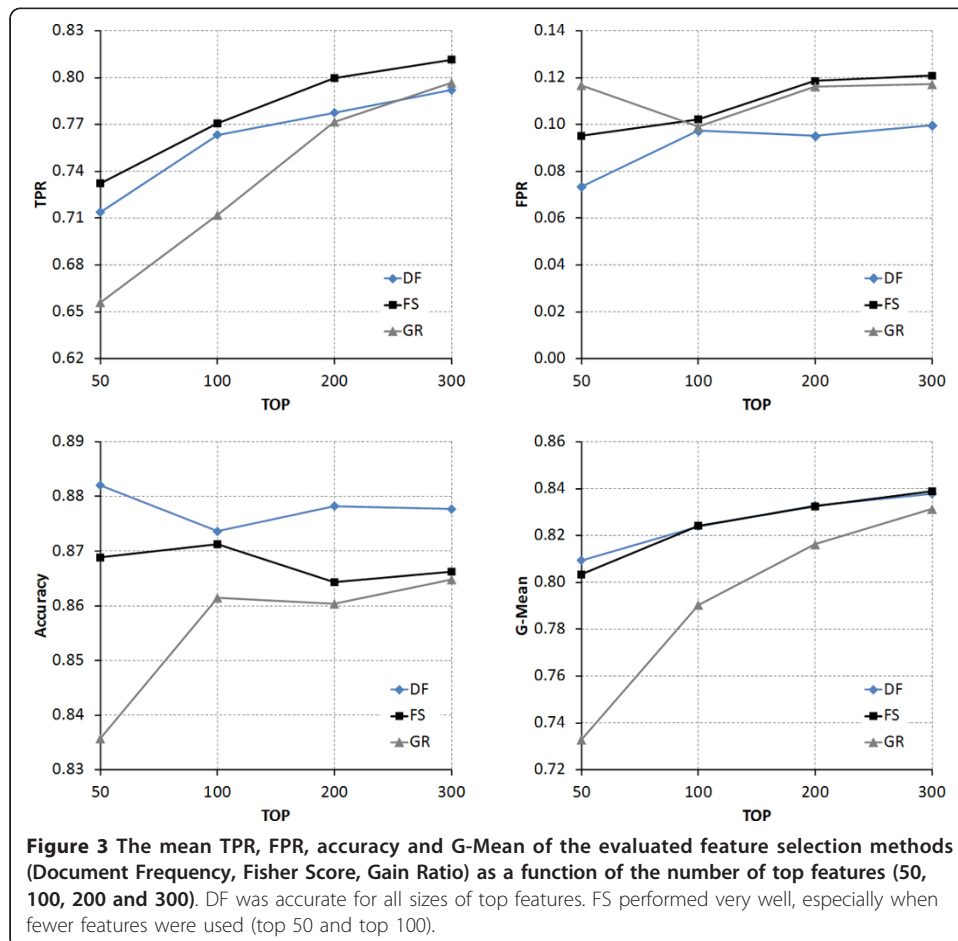 0.83
0.80
0.77
0.74
0.71
0.68
0.65
0.62
TPR
50 100 200 300
TOP
DF
FS
GR
0.14
0.12
0.10
0.08
0.06
0.04
0.02
0.00
FPR
50 100 200 300
TOP
DF
FS
GR
0.89
0.88
0.87
0.86
0.85
0.84
0.83
Accuracy
50 100 200 300
TOP
DF
FS
GR
0.86
0.84
0.82
0.80
0.78
0.76
0.74
0.72
G-Mean
50 100 200 300
TOP
DF
FS
GR
Figure 3 The mean TPR, FPR, accuracy and G-Mean of the evaluated feature selection methods
(Document Frequency, Fisher Score, Gain Ratio) as a function of the number of top features (50,
100, 200 and 300). DF was accurate for all sizes of top features. FS performed very well, especially when
fewer features were used (top 50 and top 100).